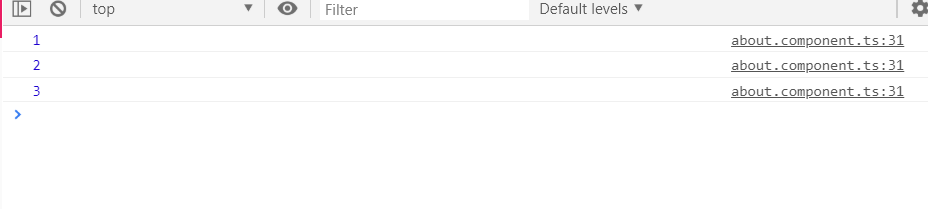 top Filter Default levels
1 about.component.ts:31
2 about.component.ts:31
3 about.component.ts:31